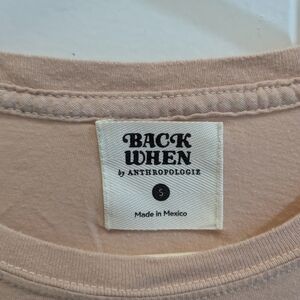 BACK
WHEN
by ANTHROPOLOGIE
S
Made in Mexico